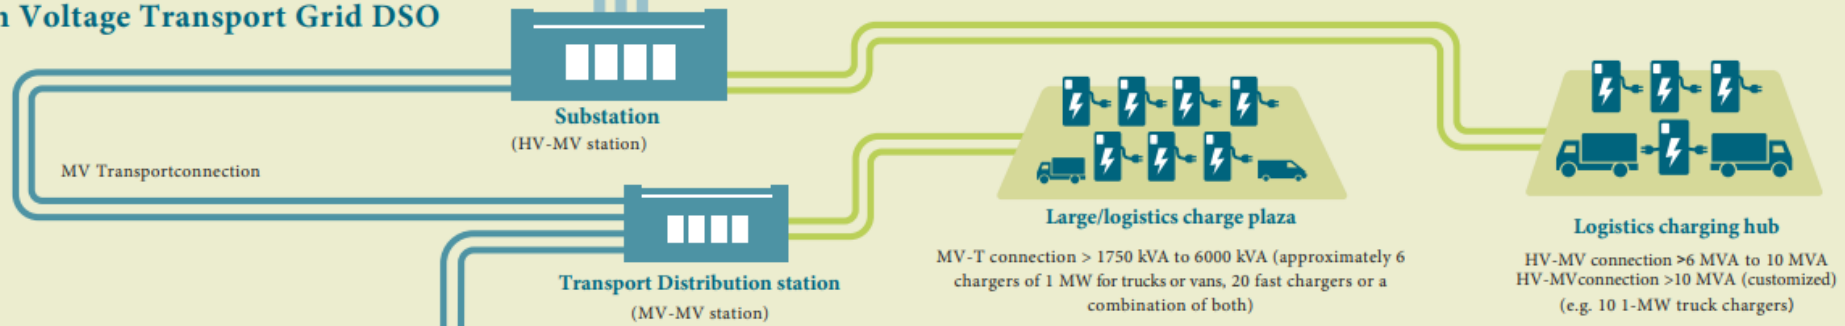 n Voltage Transport Grid DSO
Substation
(HV-MV station)
MV Transportconnection
Transport Distribution station
(MV-MV station)
Large/logistics charge plaza
MV-T connection > 1750 kVA to 6000 kVA (approximately 6
chargers of 1 MW for trucks or vans, 20 fast chargers or a
combination of both)
Logistics charging hub
HV-MV connection >6 MVA to 10 MVA
HV-MVconnection >10 MVA (customized)
(e.g. 10 1-MW truck chargers)